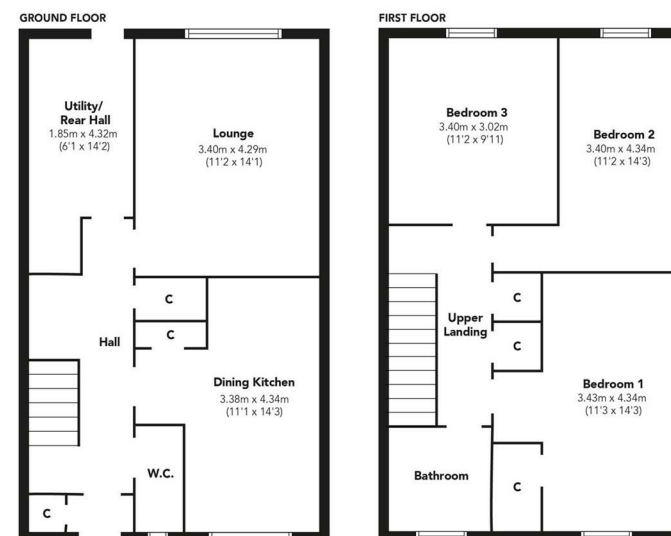 GROUND FLOOR
Utility/
Rear Hall
1.85m x 4.32m
(6'1 x 14'2)
Lounge
3.40m x 4.29m
(11'2 x 14'1)
C
C
Hall
Dining Kitchen
3.38m x 4.34m
(11'1 x 14'3)
W.C.
C
FIRST FLOOR
Bedroom 3
3.40m x 3.02m
(11'2 x 9'11)
Bedroom 2
3.40m x 4.34m
(11'2 x 14'3)
C
Upper
Landing
C
Bedroom 1
3.43m x 4.34m
(11'3 x 14'3)
Bathroom
C